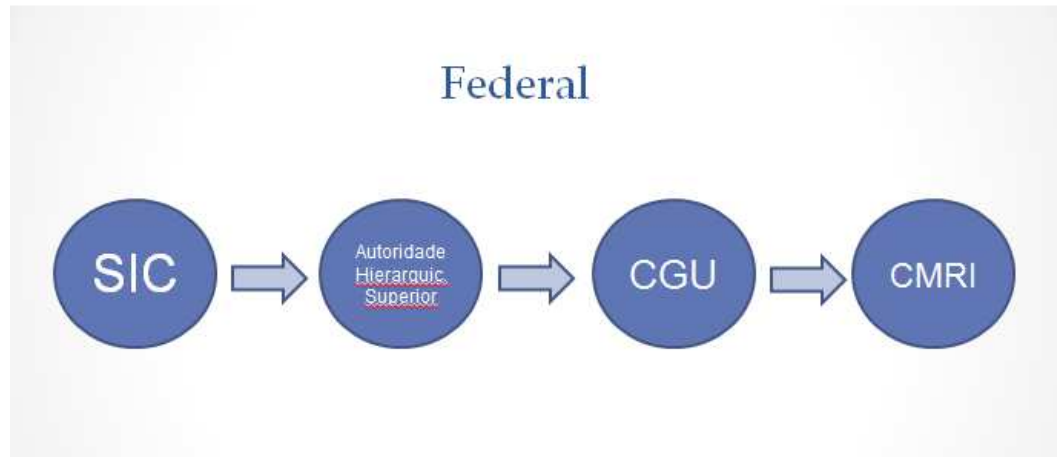 Federal
SIC
Autoridade
Hierarquic.
Superior
CGU
CMRI